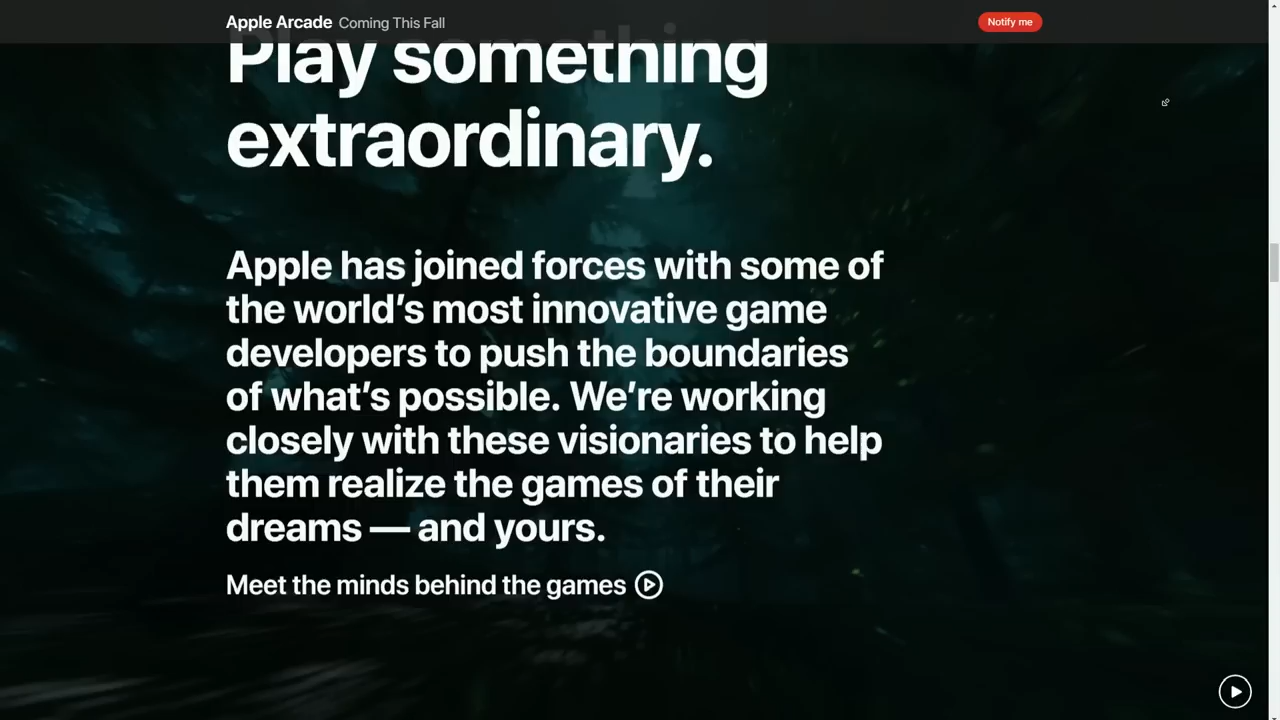 Apple Arcade Coming This Fall
Notify me
Play something
extraordinary.
Apple has joined forces with some of
the world’s most innovative game
developers to push the boundaries
of what’s possible. We’re working
closely with these visionaries to help
them realize the games of their
dreams — and yours.
Meet the minds behind the games